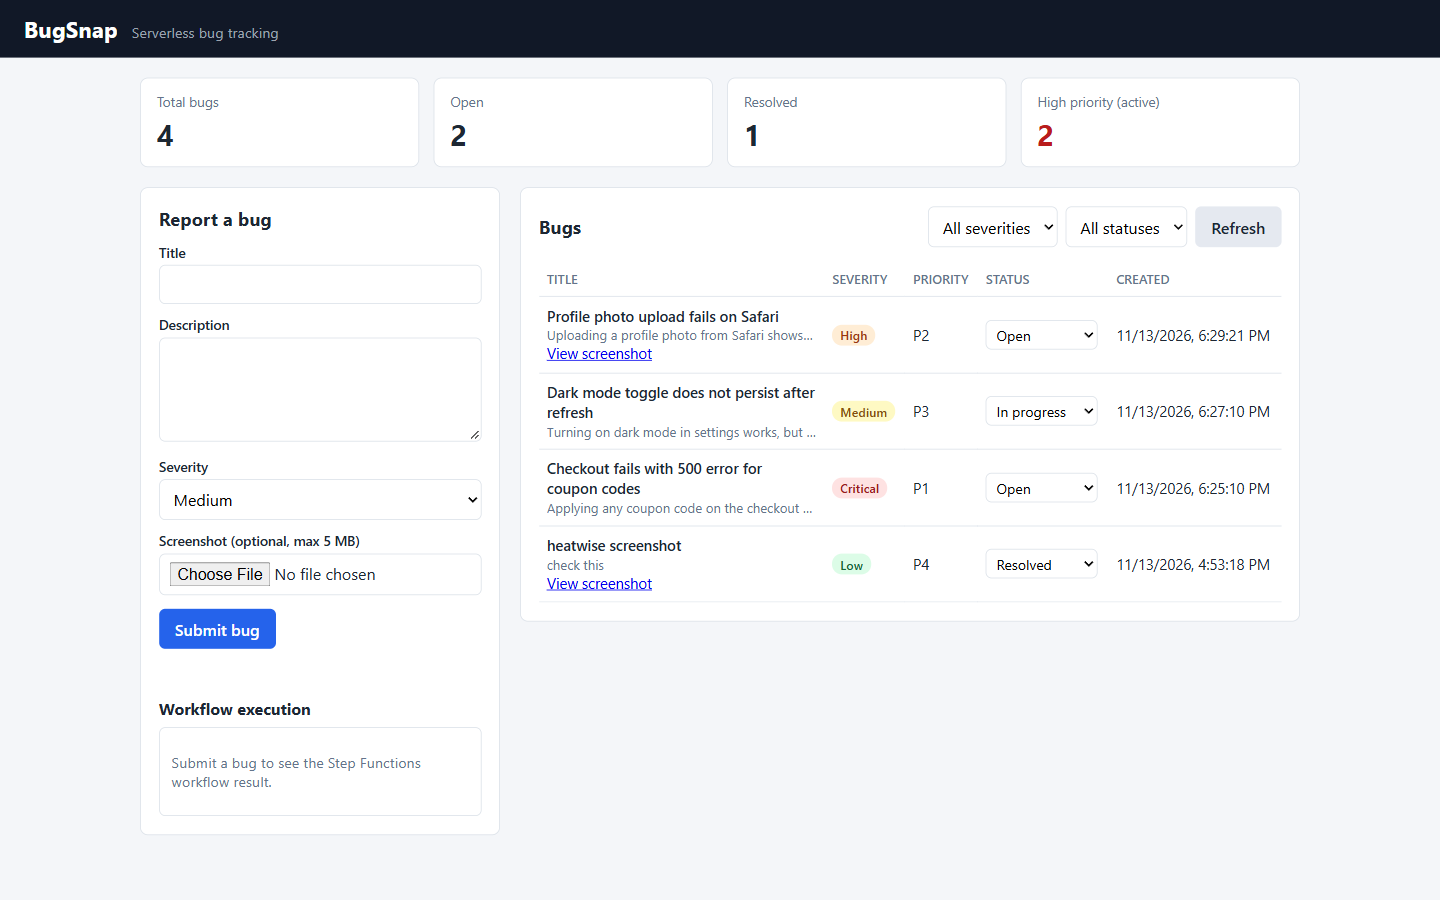 BugSnap Serverless bug tracking
Total bugs
4
Open
2
Resolved
1
High priority (active)
2
Report a bug
Title
Description
Severity
Medium
Screenshot (optional, max 5 MB)
Choose File No file chosen
Submit bug
Workflow execution
Submit a bug to see the Step Functions
workflow result.
Bugs All severities All statuses Refresh
TITLE SEVERITY PRIORITY STATUS CREATED
Profile photo upload fails on Safari
Uploading a profile photo from Safari shows...
View screenshot
High P2 Open 11/13/2026, 6:29:21 PM
Dark mode toggle does not persist after
refresh
Turning on dark mode in settings works, but ...
Medium P3 In progress 11/13/2026, 6:27:10 PM
Checkout fails with 500 error for
coupon codes
Applying any coupon code on the checkout ...
Critical P1 Open 11/13/2026, 6:25:10 PM
heatwise screenshot
check this
View screenshot
Low P4 Resolved 11/13/2026, 4:53:18 PM